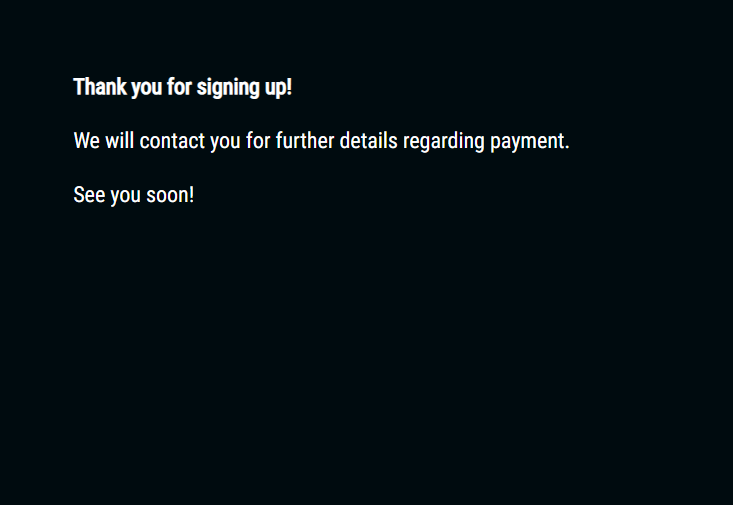 Thank you for signing up!
We will contact you for further details regarding payment.
See you soon!